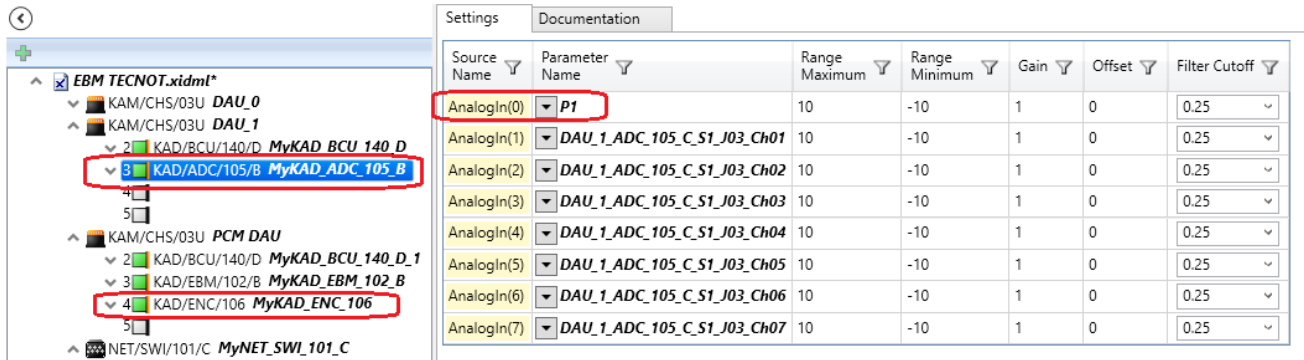 Settings Documentation
EBM TECNOT.xidml*
KAM/CHS/03U DAU_0
KAM/CHS/03U DAU_1
2 KAD/BCU/140/D MyKAD_BCU_140_D
3 KAD/ADC/105/B MyKAD_ADC_105_B
4
5
KAM/CHS/03U PCM DAU
2 KAD/BCU/140/D MyKAD_BCU_140_D_1
3 KAD/EBM/102/B MyKAD_EBM_102_B
4 KAD/ENC/106 MyKAD_ENC_106
5
NET/SWI/101/C MyNET_SWI_101_C
Source Name Parameter Name Range Maximum Range Minimum Gain Offset Filter Cutoff
AnalogIn(0) P1 10 -10 1 0 0.25
AnalogIn(1) DAU_1_ADC_105_C_S1_J03_Ch01 10 -10 1 0 0.25
AnalogIn(2) DAU_1_ADC_105_C_S1_J03_Ch02 10 -10 1 0 0.25
AnalogIn(3) DAU_1_ADC_105_C_S1_J03_Ch03 10 -10 1 0 0.25
AnalogIn(4) DAU_1_ADC_105_C_S1_J03_Ch04 10 -10 1 0 0.25
AnalogIn(5) DAU_1_ADC_105_C_S1_J03_Ch05 10 -10 1 0 0.25
AnalogIn(6) DAU_1_ADC_105_C_S1_J03_Ch06 10 -10 1 0 0.25
AnalogIn(7) DAU_1_ADC_105_C_S1_J03_Ch07 10 -10 1 0 0.25